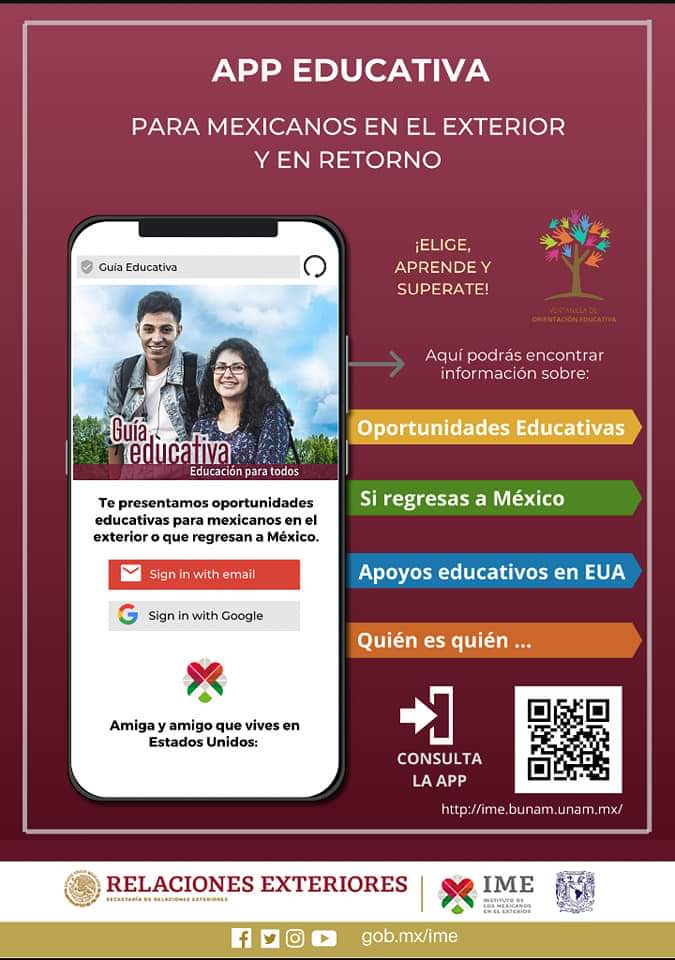 APP EDUCATIVA
PARA MEXICANOS EN EL EXTERIOR
Y EN RETORNO
Guía Educativa
Guía
educativa
Educación para todos
Te presentamos oportunidades
educativas para mexicanos en el
exterior o que regresan a México.
Sign in with email
Sign in with Google
Amiga y amigo que vives en
Estados Unidos:
¡ELIGE,
APRENDE Y
SUPERATE!
VENTANILLA DE
ORIENTACIÓN EDUCATIVA
Aquí podrás encontrar
información sobre:
Oportunidades Educativas
Si regresas a México
Apoyos educativos en EUA
Quién es quién ...
CONSULTA
LA APP
http://ime.bunam.unam.mx/
RELACIONES EXTERIORES
SECRETARÍA DE RELACIONES EXTERIORES
IME
INSTITUTO DE
LOS MEXICANOS
EN EL EXTERIOR
gob.mx/ime